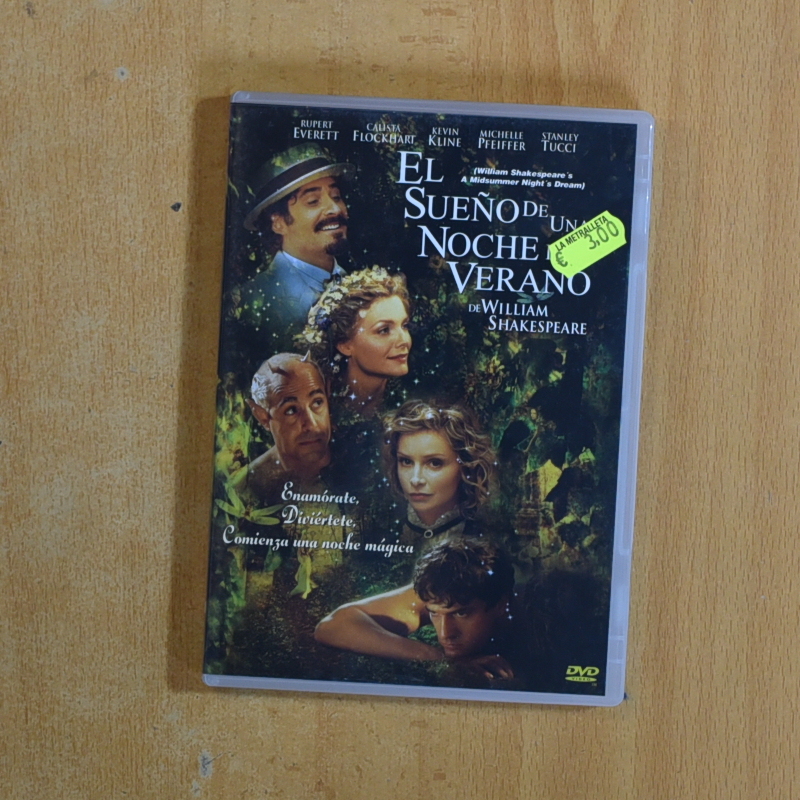 RUPERT EVERETT
CALISTA FLOCKHART
KEVIN KLINE
MICHELLE PFEIFFER
STANLEY TUCCI
EL
(William Shakespeare´s
A Midsummer Night´s Dream)
SUEÑO DE UNA
NOCHE
VERANO
DE WILLIAM
SHAKESPEARE
LA METRALLETA
€ 3,00
Enamórate,
Diviértete,
Comienza una noche mágica
DVD
VIDEO